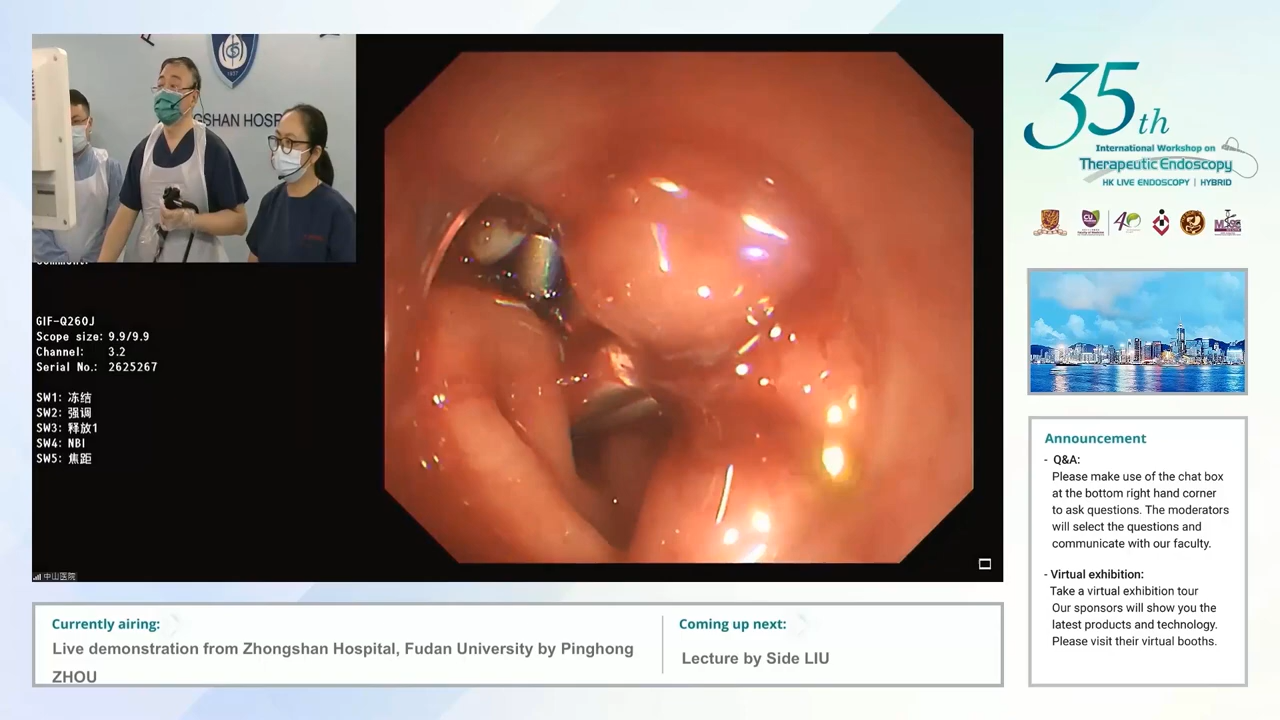 GSHAN HOSP
1937
Comment:
GIF-Q260J
Scope size: 9.9/9.9
Channel: 3.2
Serial No.: 2625267
SW1: 冻结
SW2: 强调
SW3: 释放1
SW4: NBI
SW5: 焦距
中山医院
35th
International Workshop on
Therapeutic Endoscopy
HK LIVE ENDOSCOPY | HYBRID
Announcement
- Q&A:
Please make use of the chat box
at the bottom right hand corner
to ask questions. The moderators
will select the questions and
communicate with our faculty.
- Virtual exhibition:
Take a virtual exhibition tour
Our sponsors will show you the
latest products and technology.
Please visit their virtual booths.
Currently airing:
Live demonstration from Zhongshan Hospital, Fudan University by Pinghong
ZHOU
Coming up next:
Lecture by Side LIU